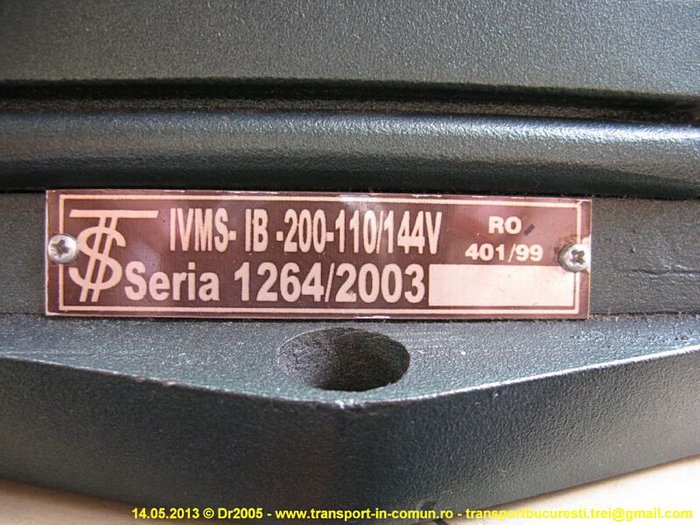 TS IVMS- IB -200-110/144V
RO
401/99
Seria 1264/2003
14.05.2013 © Dr2005 - www.transport-in-comun.ro - transportbucuresti.trei@gmail.com